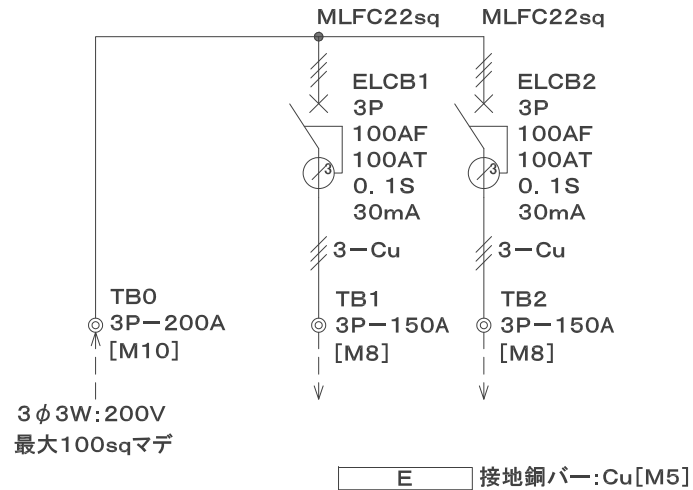 MLFC22sq
MLFC22sq
ELCB1
3P
100AF
100AT
0.1S
30mA
3
ELCB2
3P
100AF
100AT
0.1S
30mA
3
3-Cu
3-Cu
TB0
3P-200A
[M10]
TB1
3P-150A
[M8]
TB2
3P-150A
[M8]
3φ3W:200V
最大100sqマデ
E
接地銅バー:Cu[M5]